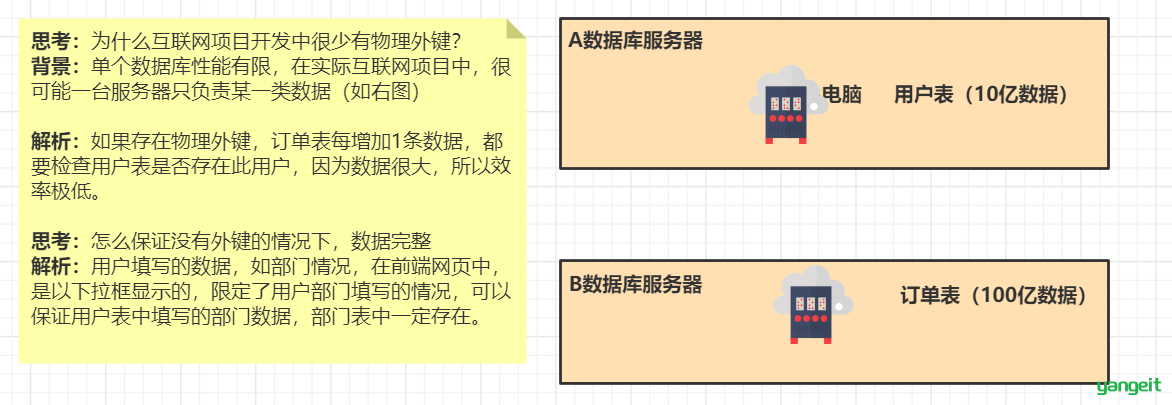 思考：为什么互联网项目开发中很少有物理外键？
背景：单个数据库性能有限，在实际互联网项目中，很
可能一台服务器只负责某一类数据（如右图）
解析：如果存在物理外键，订单表每增加1条数据，都
要检查用户表是否存在此用户，因为数据很大，所以效
率极低。
思考：怎么保证没有外键的情况下，数据完整
解析：用户填写的数据，如部门情况，在前端网页中，
是以下拉框显示的，限定了用户部门填写的情况，可以
保证用户表中填写的部门数据，部门表中一定存在。
A数据库服务器
电脑 用户表（10亿数据）
B数据库服务器
订单表（100亿数据）
yangeit